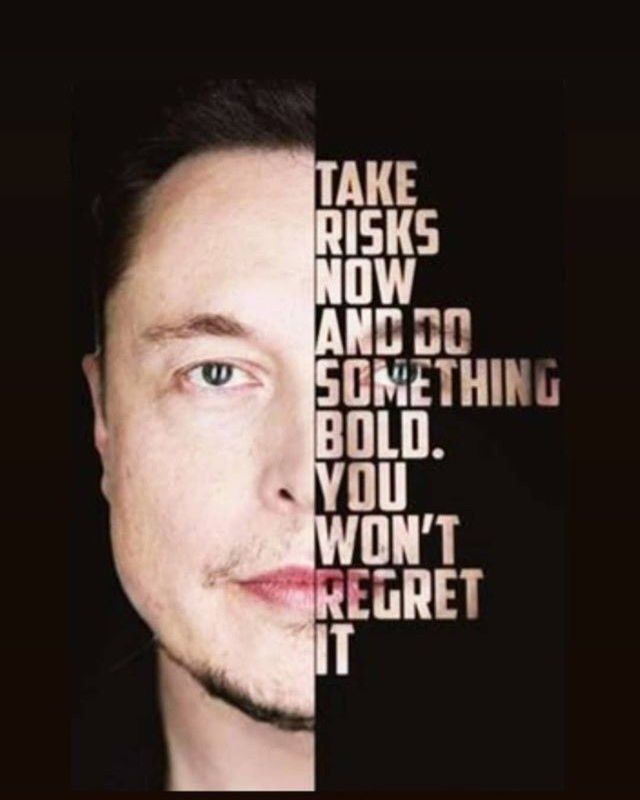 TAKE
RISKS
NOW
AND DO
SOMETHING
BOLD.
YOU
WON'T
REGRET
IT